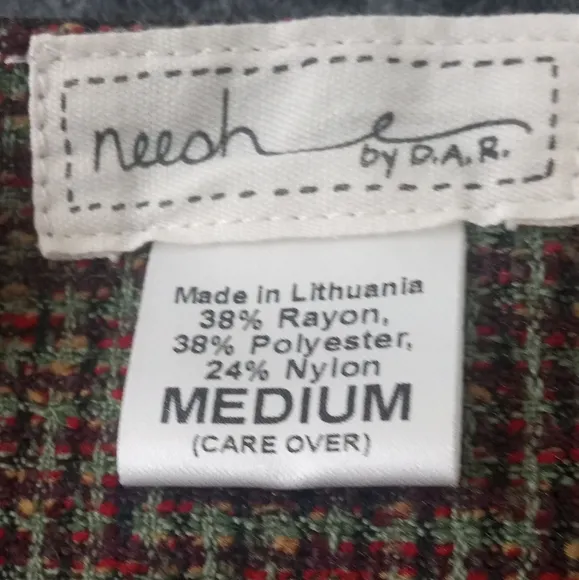 neesh
by D.A.R.
Made in Lithuania
38% Rayon,
38% Polyester,
24% Nylon
MEDIUM
(CARE OVER)